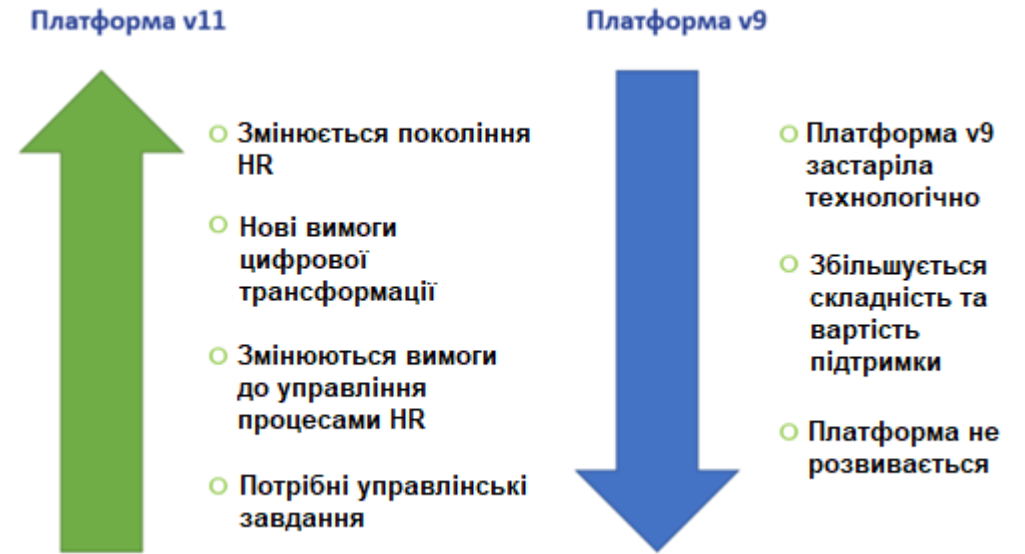 Платформа v11
Змінюється покоління
HR
Нові вимоги
цифрової
трансформації
Змінюються вимоги
до управління
процесами HR
Потрібні управлінські
завдання
Платформа v9
Платформа v9
застаріла
технологічно
Збільшується
складність та
вартість
підтримки
Платформа не
розвивається